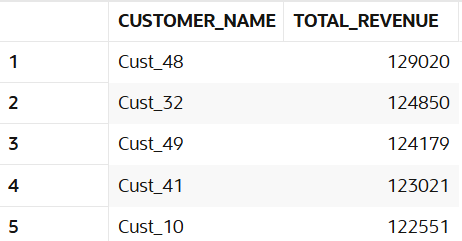 CUSTOMER_NAME TOTAL_REVENUE
1 Cust_48 129020
2 Cust_32 124850
3 Cust_49 124179
4 Cust_41 123021
5 Cust_10 122551